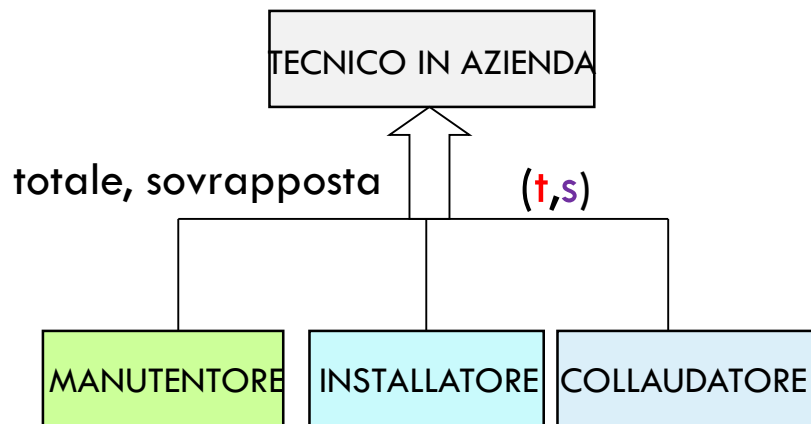 TECNICO IN AZIENDA
totale, sovrapposta (t,s)
MANUTENTORE INSTALLATORE COLLAUDATORE